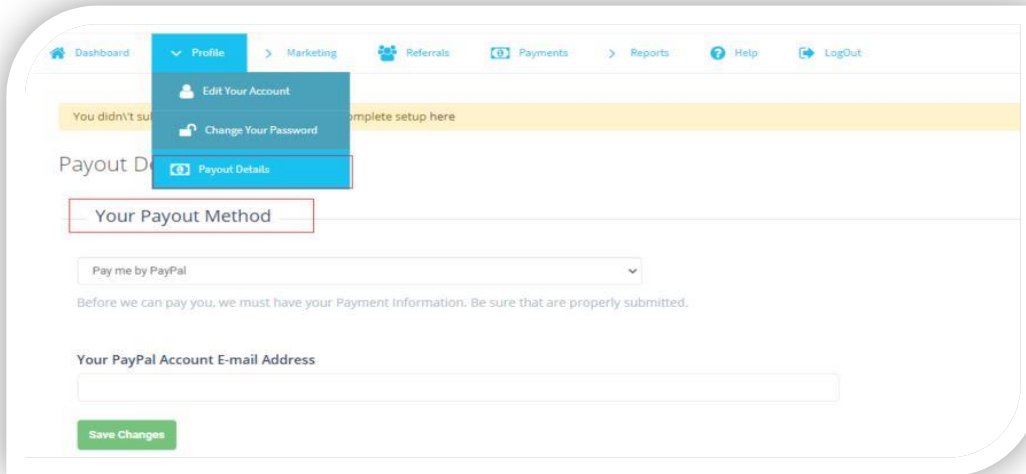 Dashboard Profile Marketing Referrals Payments Reports Help LogOut
Edit Your Account
You didn\'t su mplete setup here
Change Your Password
Payout D
Payout Details
Your Payout Method
Pay me by PayPal
Before we can pay you, we must have your Payment Information. Be sure that are properly submitted.
Your PayPal Account E-mail Address
Save Changes